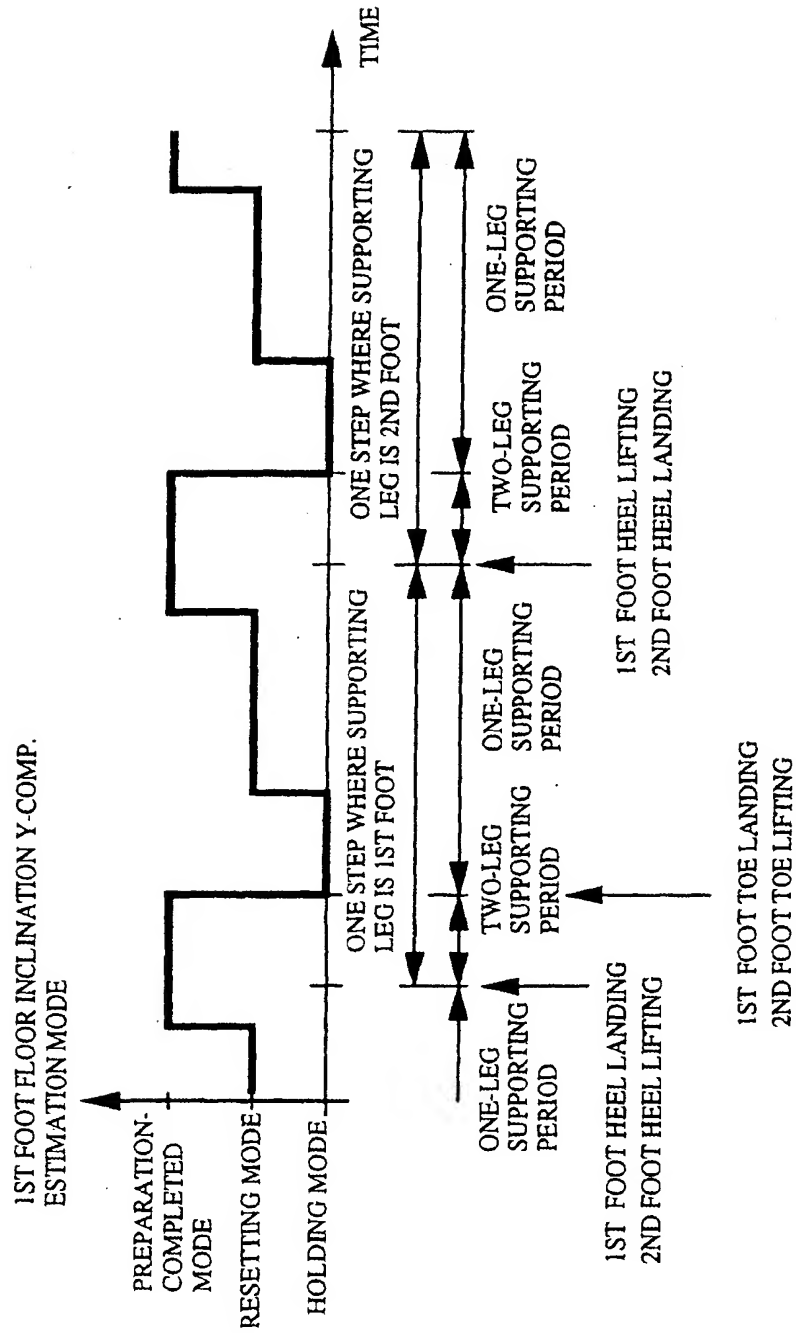 1ST FOOT FLOOR INCLINATION Y-COMP.
ESTIMATION MODE
PREPARATION-
COMPLETED
MODE
RESETTING MODE
HOLDING MODE
TIME
ONE STEP WHERE SUPPORTING
LEG IS 1ST FOOT
ONE STEP WHERE SUPPORTING
LEG IS 2ND FOOT
ONE-LEG
SUPPORTING
PERIOD
TWO-LEG
SUPPORTING
PERIOD
ONE-LEG
SUPPORTING
PERIOD
TWO-LEG
SUPPORTING
PERIOD
ONE-LEG
SUPPORTING
PERIOD
1ST FOOT HEEL LANDING
2ND FOOT HEEL LIFTING
1ST FOOT HEEL LIFTING
2ND FOOT HEEL LANDING
1ST FOOT TOE LANDING
2ND FOOT TOE LIFTING